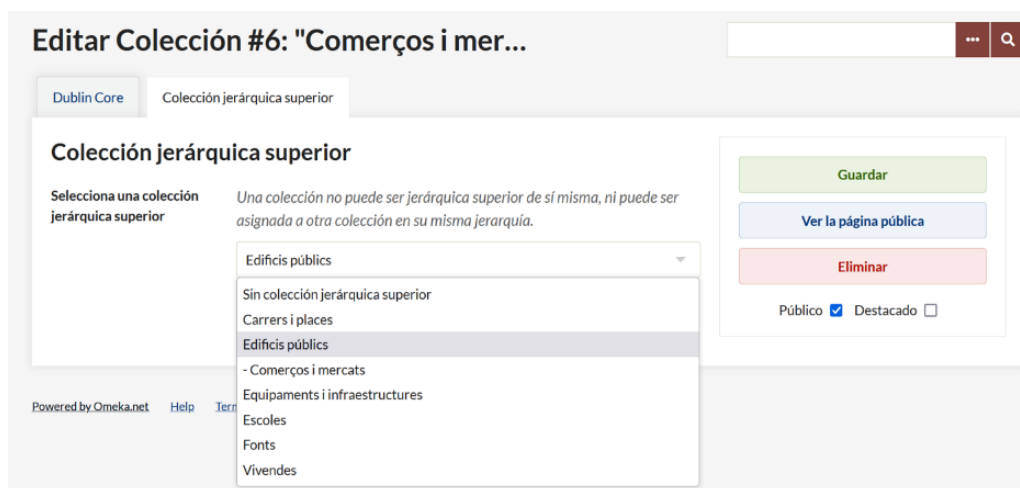 Editar Colección #6: "Comerços i mer...
Dublin Core
Colección jerárquica superior
Colección jerárquica superior
Selecciona una colección
jerárquica superior
Una colección no puede ser jerárquica superior de sí misma, ni puede ser
asignada a otra colección en su misma jerarquía.
Edificis públics
Sin colección jerárquica superior
Carrers i places
Edificis públics
- Comerços i mercats
Equipaments i infraestructures
Escoles
Fonts
Vivendes
Guardar
Ver la página pública
Eliminar
Público
Destacado
Powered by Omeka.net
Help